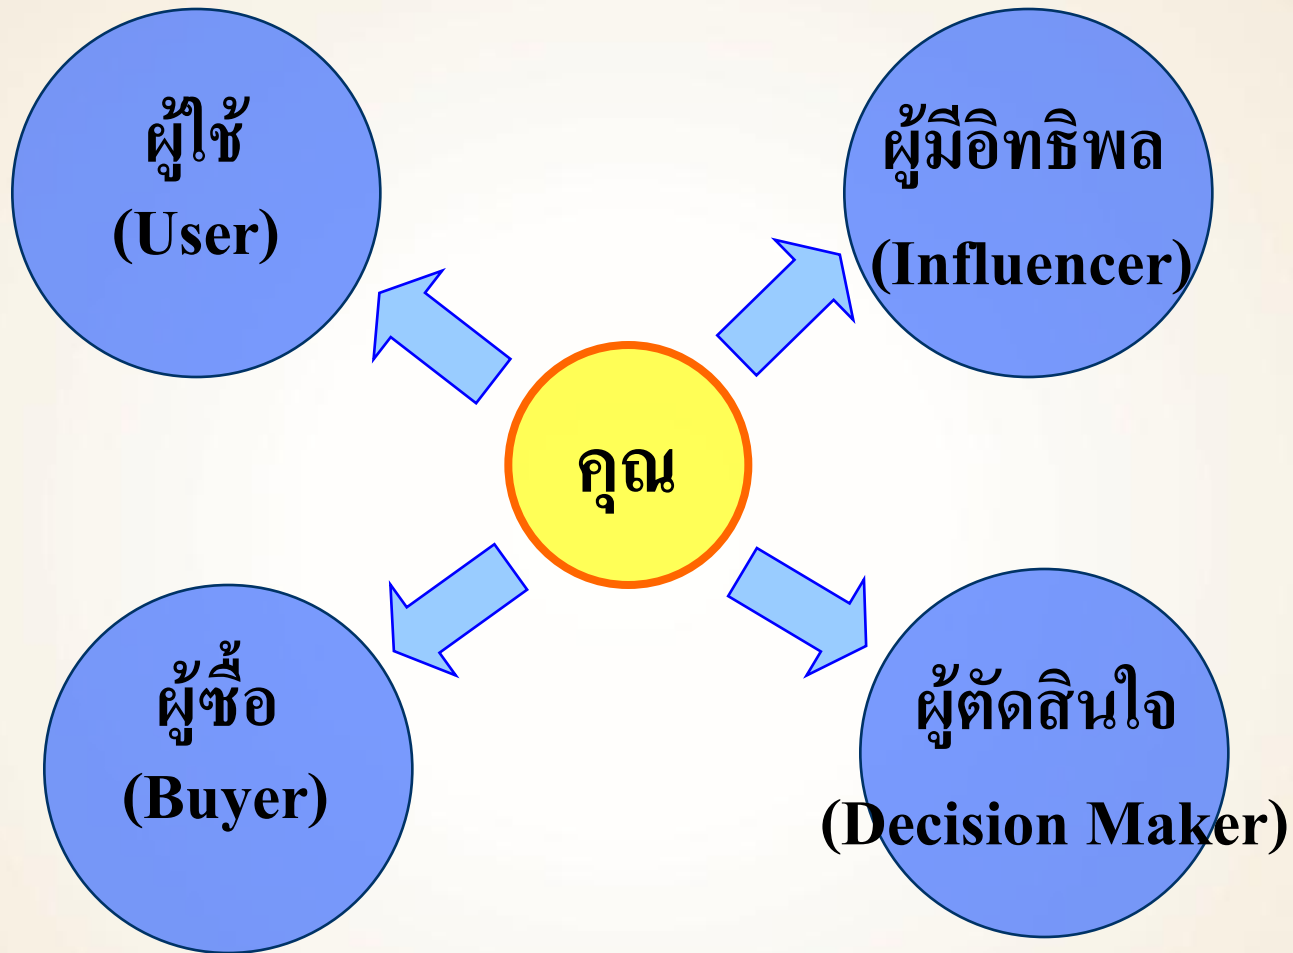 ผู้ใช้
(User)
ผู้มีอิทธิพล
(Influencer)
คุณ
ผู้ซื้อ
(Buyer)
ผู้ตัดสินใจ
(Decision Maker)